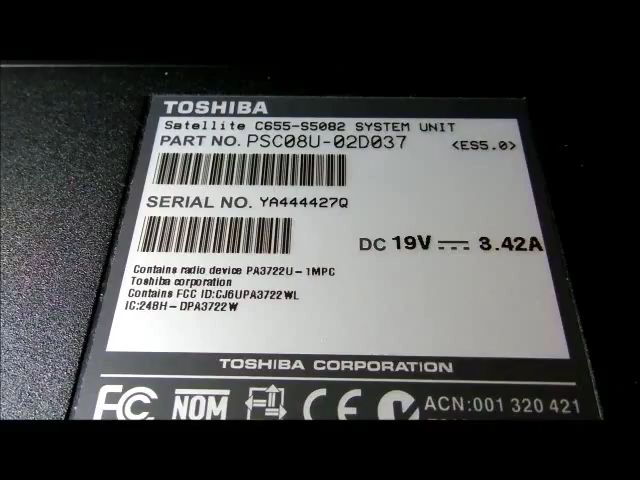 TOSHIBA
Satellite C655-S5082 SYSTEM UNIT
PART NO. PSC08U-02D037 <ES5.0>
SERIAL NO. YA444427Q
DC 19V 3.42A
Contains radio device PA3722U-1MPC
Toshiba corporation
Contains FCC ID:CJ6UPA3722WL
IC:248H-DPA3722W
TOSHIBA CORPORATION
FC NOM CE ACN:001 320 421